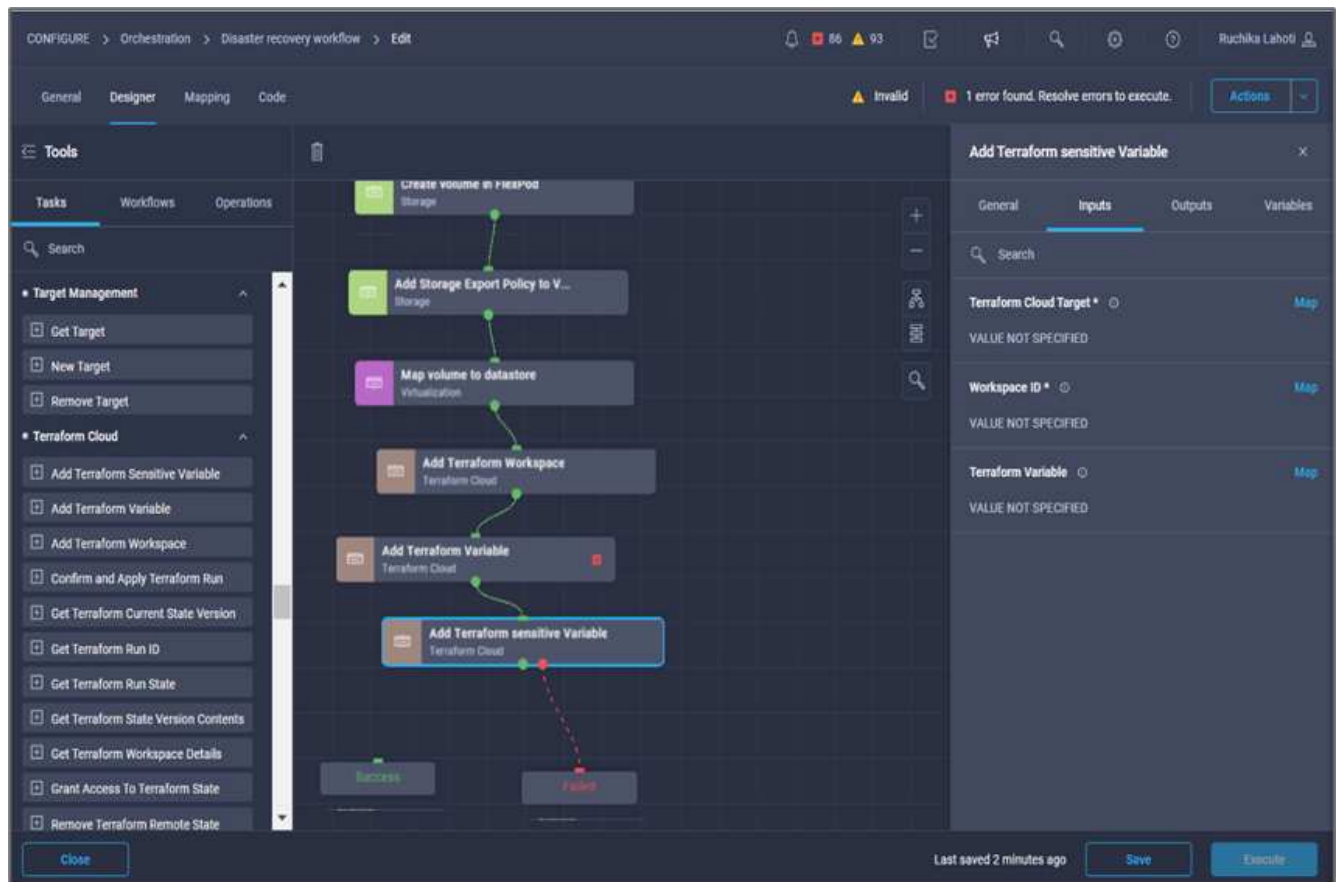 CONFIGURE > Orchestration > Disaster recovery workflow > Edit
86 93
Ruchika Lahoti
General Designer Mapping Code
Invalid
1 error found. Resolve errors to execute.
Actions
Tools
Tasks Workflows Operations
Search
Target Management
Get Target
New Target
Remove Target
Terraform Cloud
Add Terraform Sensitive Variable
Add Terraform Variable
Add Terraform Workspace
Confirm and Apply Terraform Run
Get Terraform Current State Version
Get Terraform Run ID
Get Terraform Run State
Get Terraform State Version Contents
Get Terraform Workspace Details
Grant Access To Terraform State
Remove Terraform Remote State
Create volume in FlexPod
Storage
Add Storage Export Policy to V...
Storage
Map volume to datastore
Virtualization
Add Terraform Workspace
Terraform Cloud
Add Terraform Variable
Terraform Cloud
Add Terraform sensitive Variable
Terraform Cloud
Success
Failed
Add Terraform sensitive Variable
General Inputs Outputs Variables
Search
Terraform Cloud Target * Map
VALUE NOT SPECIFIED
Workspace ID * Map
VALUE NOT SPECIFIED
Terraform Variable Map
VALUE NOT SPECIFIED
Close
Last saved 2 minutes ago
Save
Execute